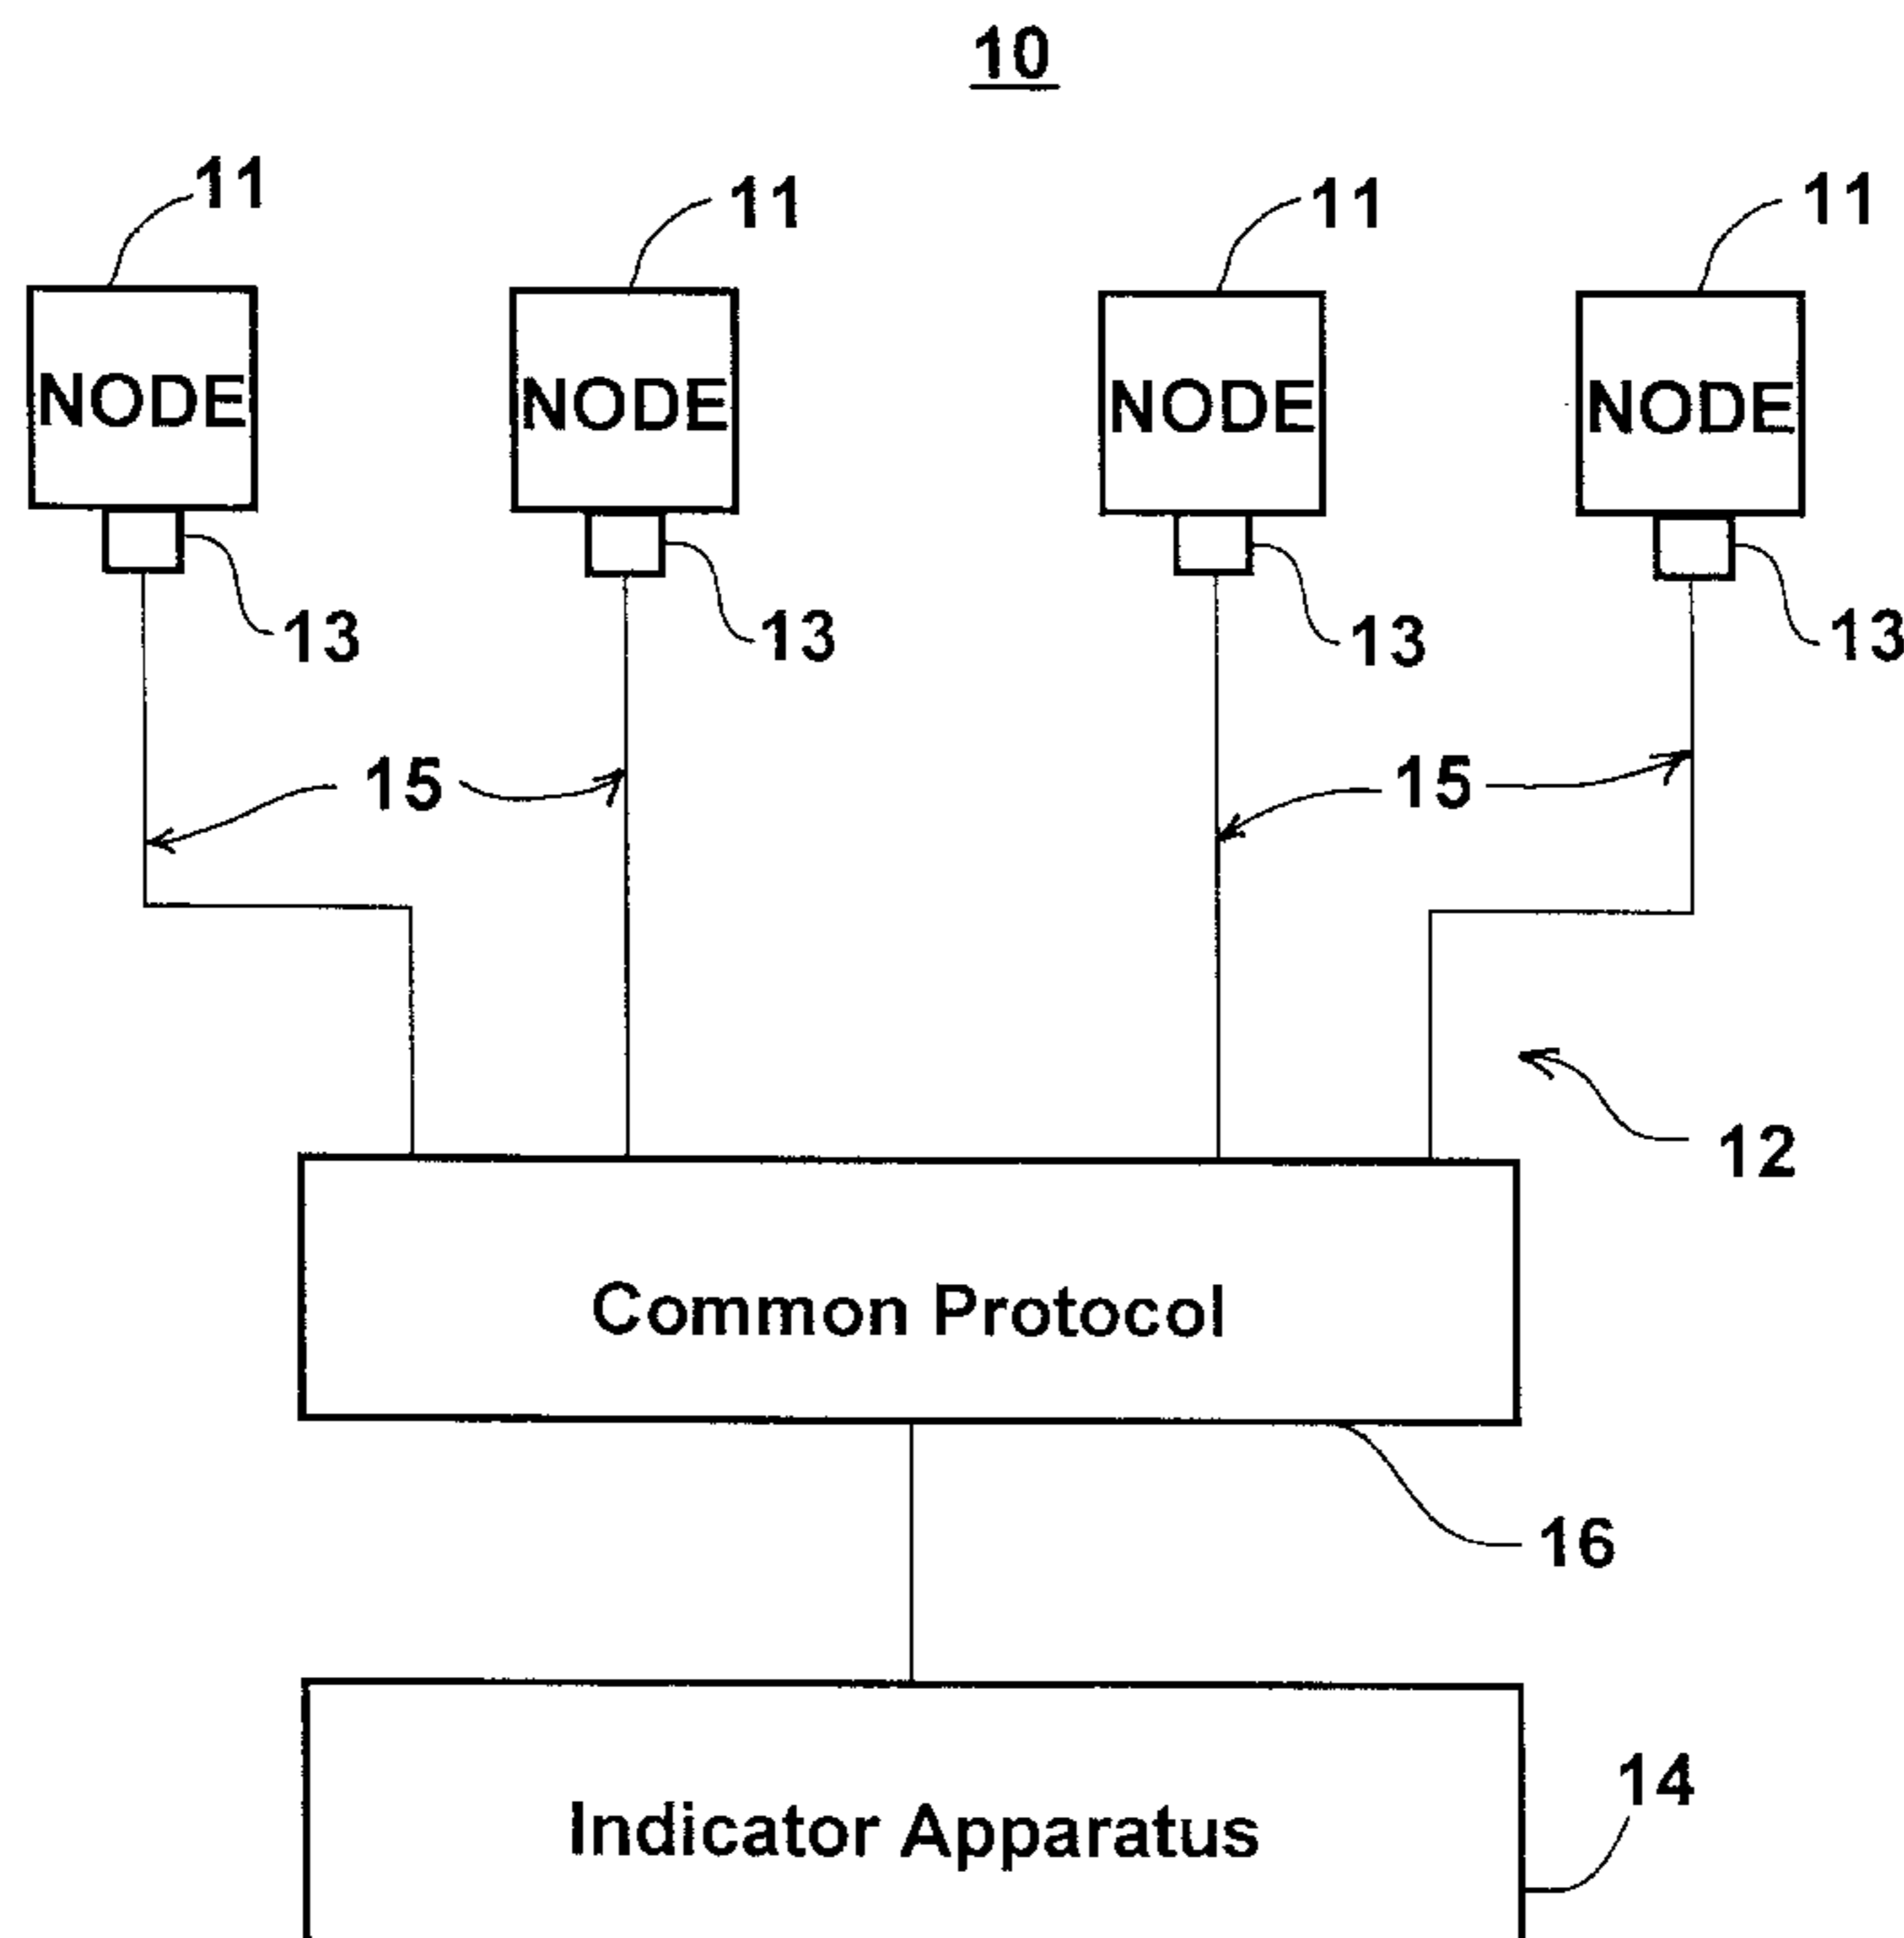 10
11 11 11 11
NODE NODE NODE NODE
13 13 13 13
15 15
12
Common Protocol
16
14
Indicator Apparatus